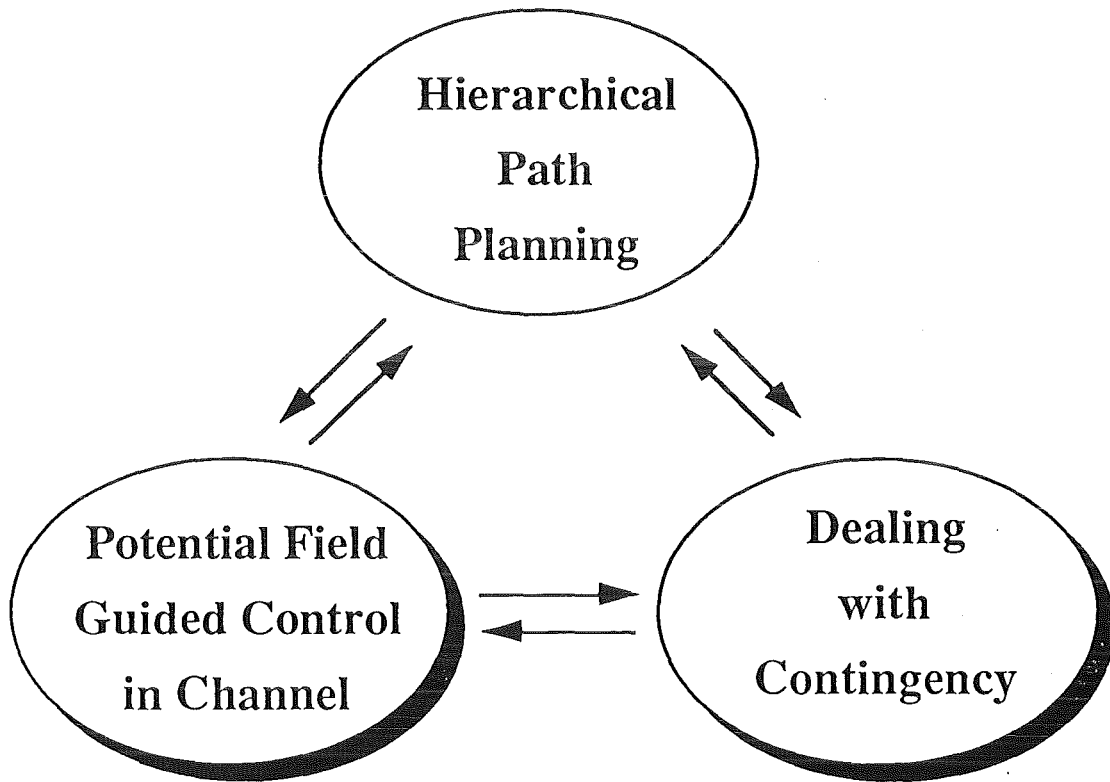 Hierarchical
Path
Planning
Potential Field
Guided Control
in Channel
Dealing
with
Contingency